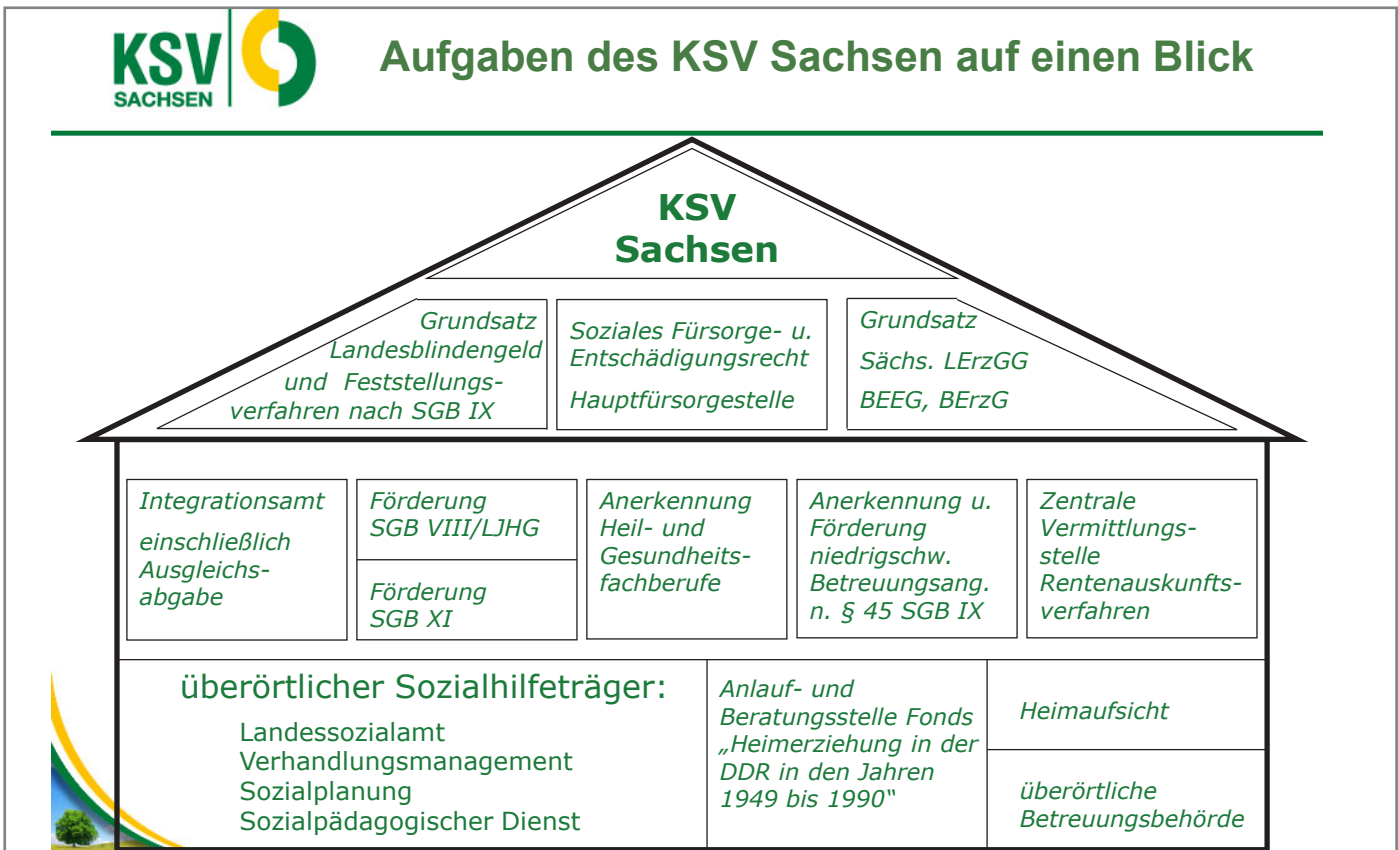 KSV
SACHSEN
Aufgaben des KSV Sachsen auf einen Blick
KSV
Sachsen
Grundsatz
Landesblindengeld
und Feststellungs-
verfahren nach SGB IX
Soziales Fürsorge- u.
Entschädigungsrecht
Hauptfürsorgestelle
Grundsatz
Sächs. LErzGG
BEEG, BErzG
Integrationsamt
einschließlich
Ausgleichs-
abgabe
Förderung
SGB VIII/LJHG
Förderung
SGB XI
Anerkennung
Heil- und
Gesundheits-
fachberufe
Anerkennung u.
Förderung
niedrigschw.
Betreuungsang.
n. § 45 SGB IX
Zentrale
Vermittlungs-
stelle
Rentenauskunfts-
verfahren
überörtlicher Sozialhilfeträger:
Landessozialamt
Verhandlungsmanagement
Sozialplanung
Sozialpädagogischer Dienst
Anlauf- und
Beratungsstelle Fonds
„Heimerziehung in der
DDR in den Jahren
1949 bis 1990“
Heimaufsicht
überörtliche
Betreuungsbehörde